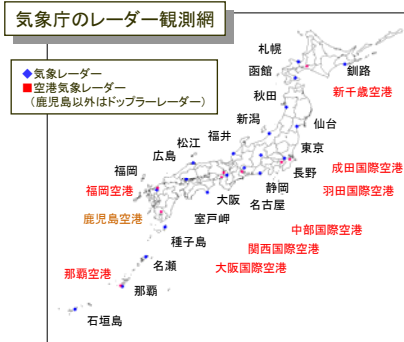 気象庁のレーダー観測網
◆気象レーダー
■空港気象レーダー
（鹿児島以外はドップラーレーダー）
札幌
函館
釧路
新千歳空港
秋田
仙台
新潟
福井
松江
広島
東京
長野
福岡
成田国際空港
福岡空港
静岡
羽田国際空港
大阪
名古屋
室戸岬
鹿児島空港
種子島
中部国際空港
関西国際空港
大阪国際空港
名瀬
那覇空港
那覇
石垣島